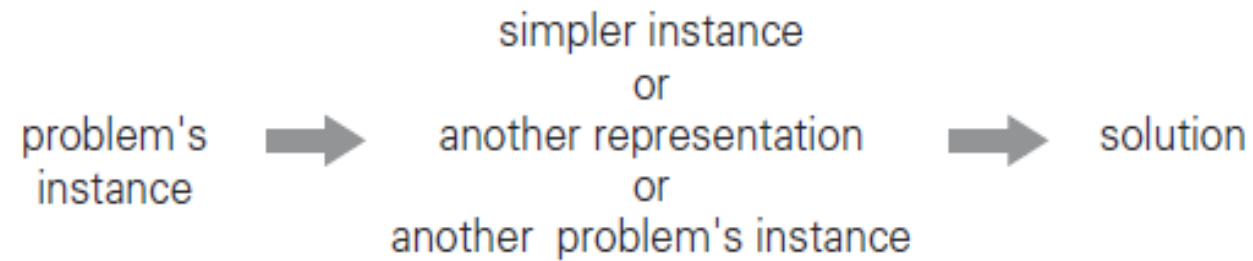 simpler instance
or
problem's
instance
another representation
or
another problem's instance
solution